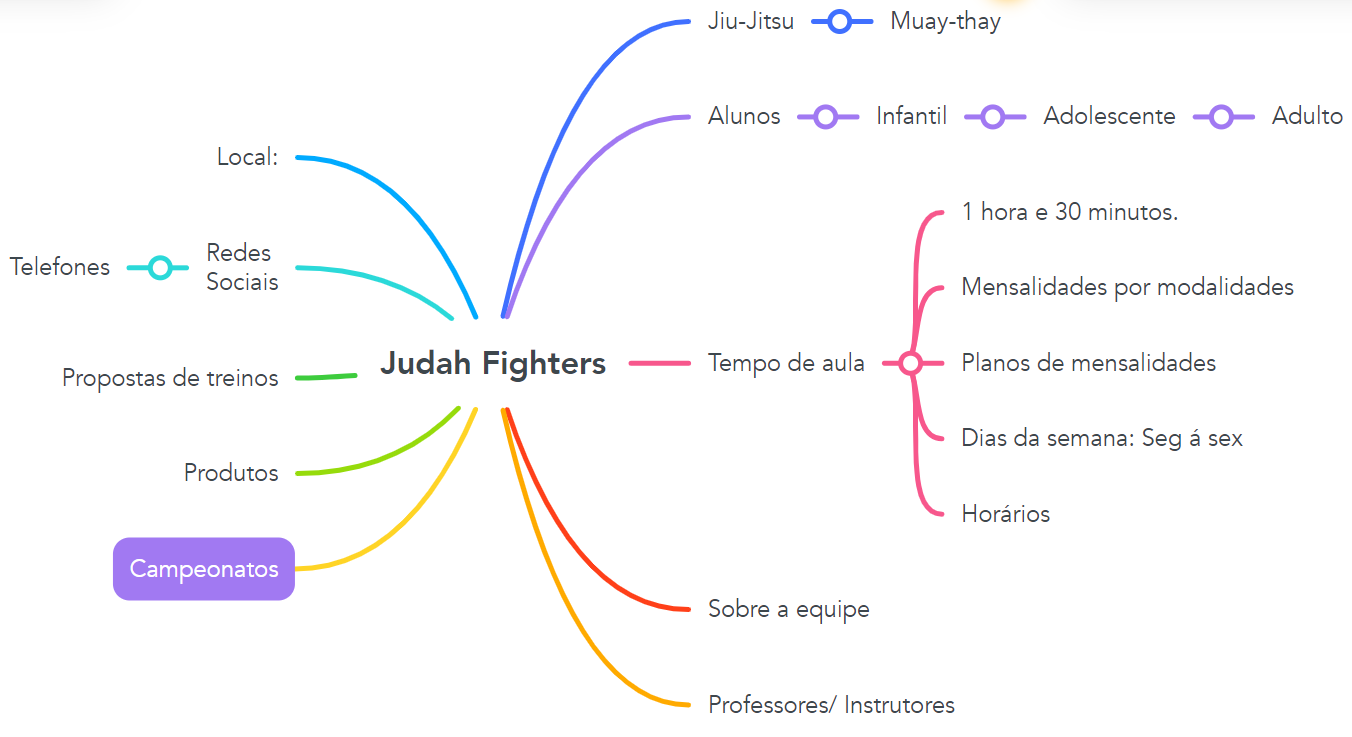 Jiu-Jitsu
Muay-thay
Alunos
Infantil
Adolescente
Adulto
Local:
Redes
Sociais
Telefones
1 hora e 30 minutos.
Mensalidades por modalidades
Judah Fighters
Tempo de aula
Planos de mensalidades
Propostas de treinos
Dias da semana: Seg á sex
Produtos
Horários
Campeonatos
Sobre a equipe
Professores/ Instrutores